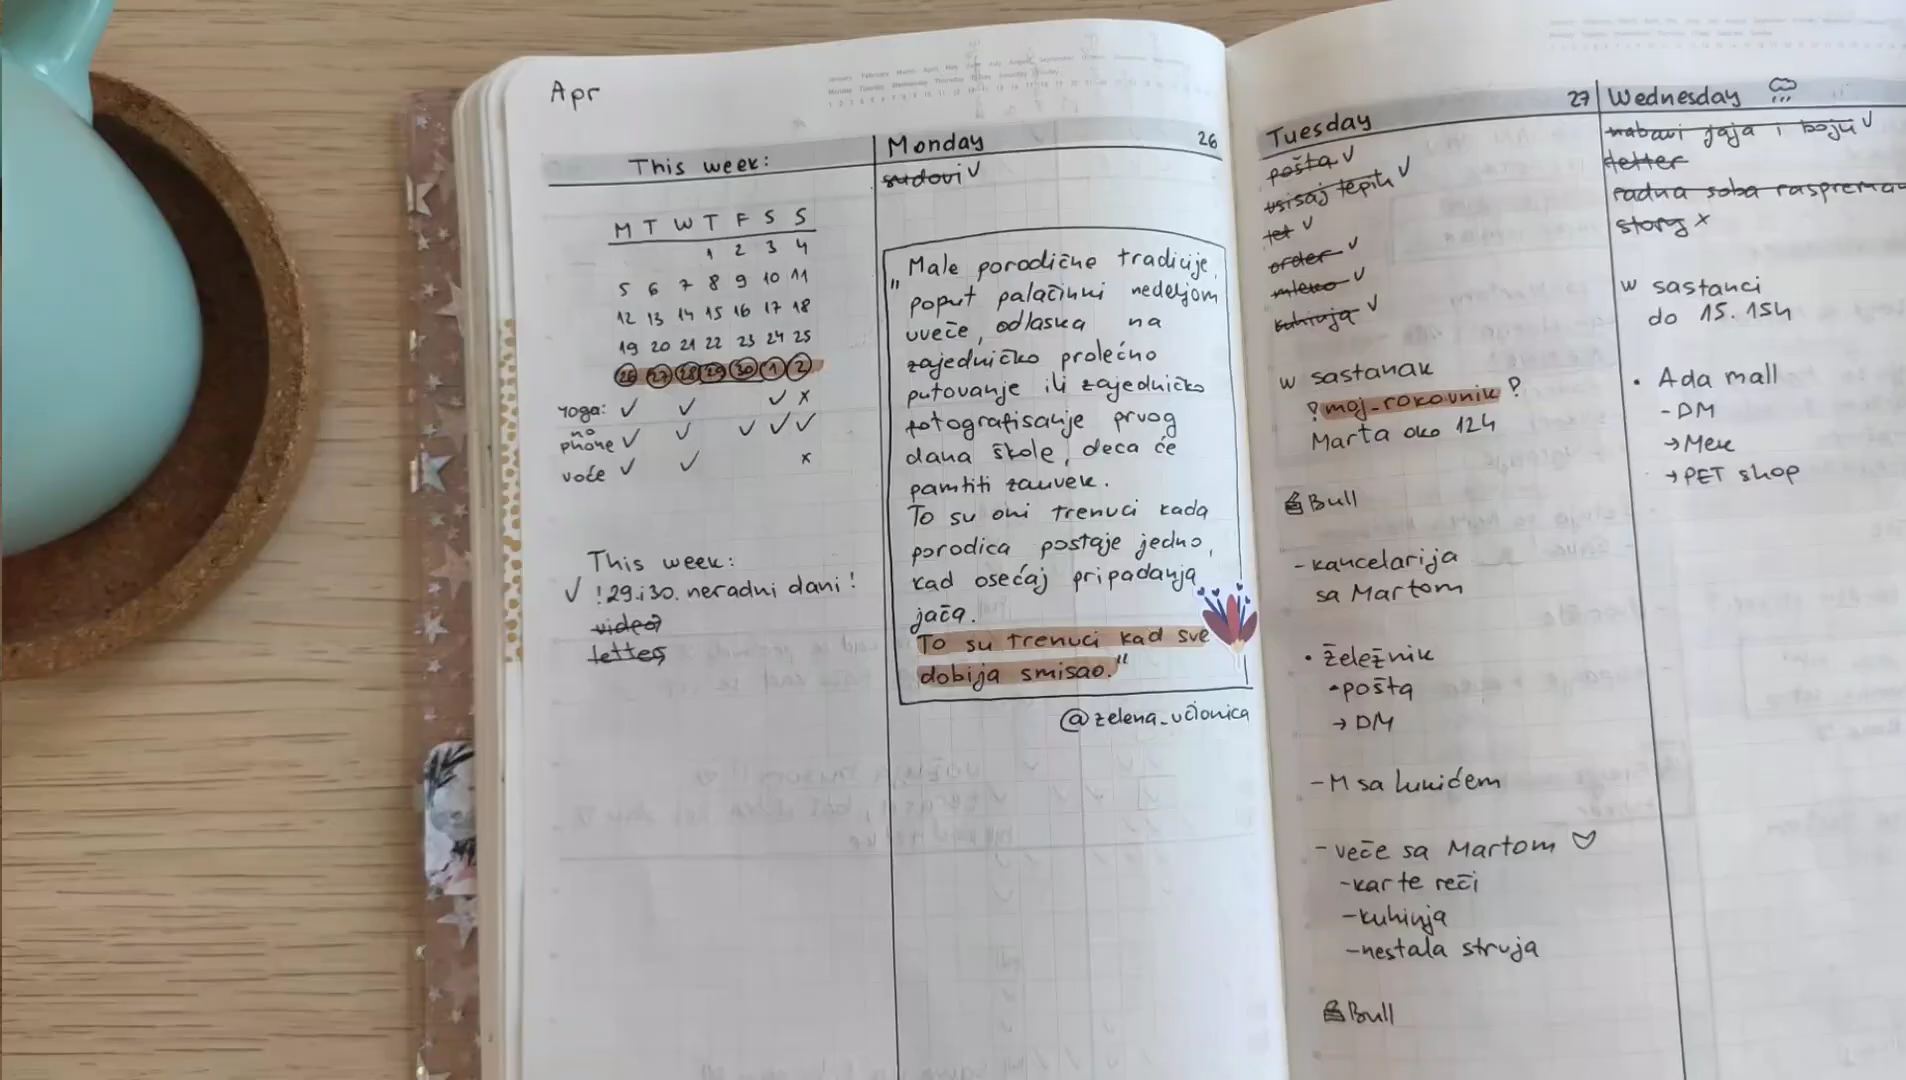 Apr
This week:
M T W T F S S
1 2 3 4
5 6 7 8 9 10 11
12 13 14 15 16 17 18
19 20 21 22 23 24 25
26 27 28 29 30 1 2
yoga: ✓ ✓ ✓ x
no phone ✓ ✓ ✓ ✓ ✓
voće ✓ ✓ x
This week:
✓ !29.i30. neradni dani!
video
letter
Monday 26
sudovi ✓
"Male porodične tradicije,
poput palačinki nedeljom
uveče, odlaska na
zajedničko prolećno
putovanje ili zajedničko
fotografisanje prvog
dana škole, deca će
pamtiti zauvek.
To su oni trenuci kada
porodica postaje jedno,
kad osećaj pripadanja
jača.
To su trenuci kad sve
dobija smisao."
@zelena_učionica
Tuesday 27
pošta ✓
usisaj tepih ✓
tet ✓
order ✓
mleko ✓
kuhinja ✓
w sastanak
? moj_rokovnik ?
Marta oko 12h
Bull
- kancelarija
sa Martom
• Železnik
• pošta
→ DM
- M sa Lukićem
- veče sa Martom ♡
- karte reči
- kuhinja
- nestala struja
Bull
Wednesday
nabavi jaja i boju ✓
letter
radna soba
story x
w sastanci
do 15.15h
• Ada mall
- DM
→ PET shop